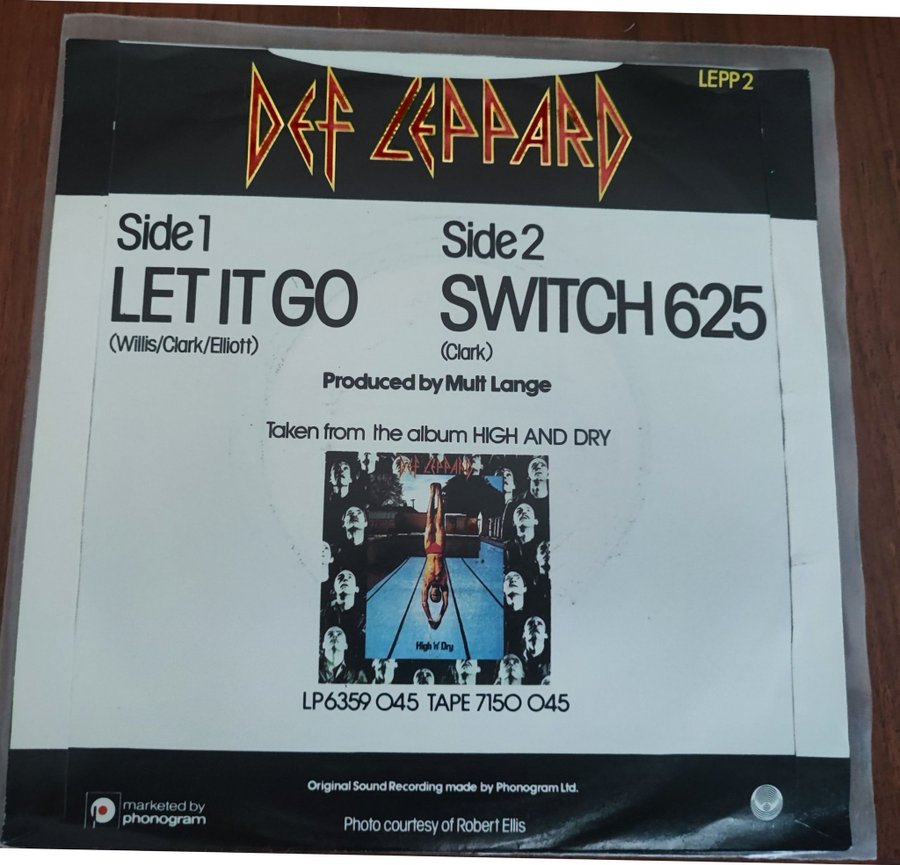 LEPP 2
DEF LEPPARD
Side 1
LET IT GO
(Willis/Clark/Elliott)
Side 2
SWITCH 625
(Clark)
Produced by Mutt Lange
Taken from the album HIGH AND DRY
DEF LEPPARD
High 'n' Dry
LP6359 045 TAPE 7150 045
Original Sound Recording made by Phonogram Ltd.
marketed by
phonogram
Photo courtesy of Robert Ellis